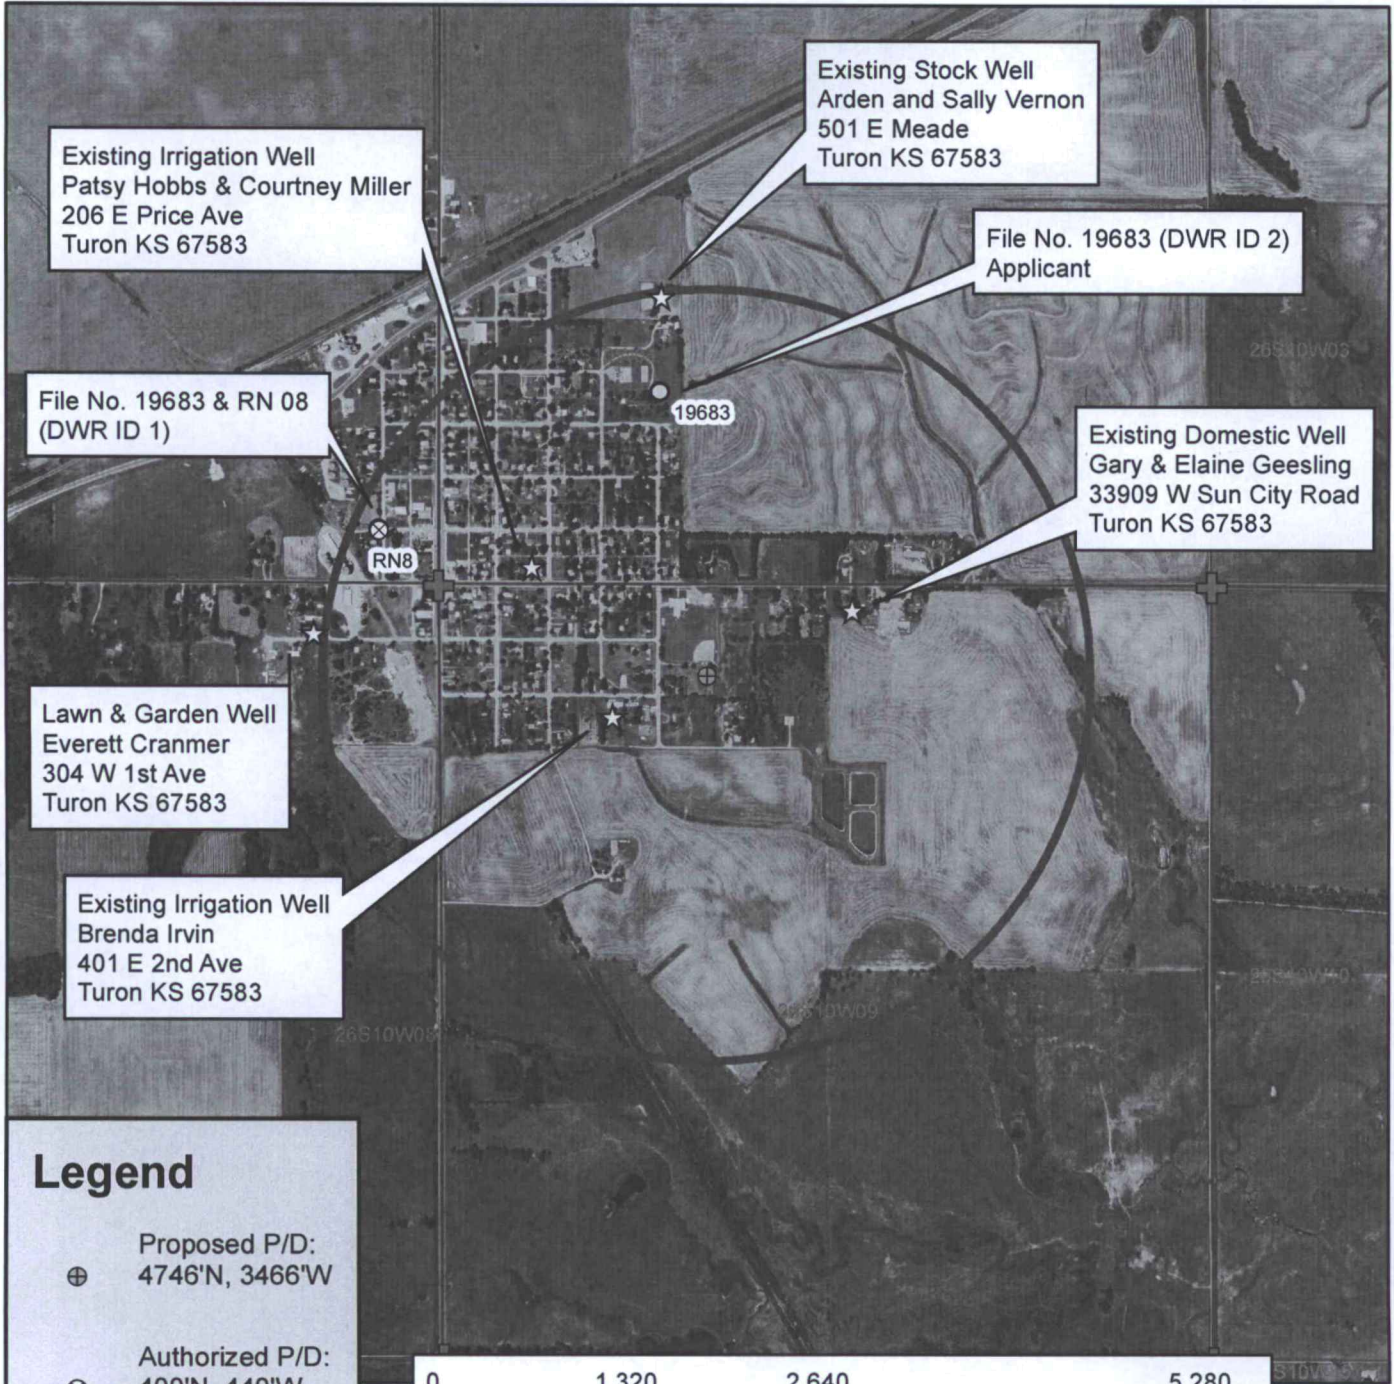 Existing Stock Well
Arden and Sally Vernon
501 E Meade
Turon KS 67583
Existing Irrigation Well
Patsy Hobbs & Courtney Miller
206 E Price Ave
Turon KS 67583
File No. 19683 (DWR ID 2)
Applicant
26S10W03
File No. 19683 & RN 08
(DWR ID 1)
19683
Existing Domestic Well
Gary & Elaine Geesling
33909 W Sun City Road
Turon KS 67583
RN8
Lawn & Garden Well
Everett Cranmer
304 W 1st Ave
Turon KS 67583
Existing Irrigation Well
Brenda Irvin
401 E 2nd Ave
Turon KS 67583
26S10W10
26S10W09
26S10W08
Legend
Proposed P/D:
4746'N, 3466'W
Authorized P/D:
0 1,320 2,640 5,280